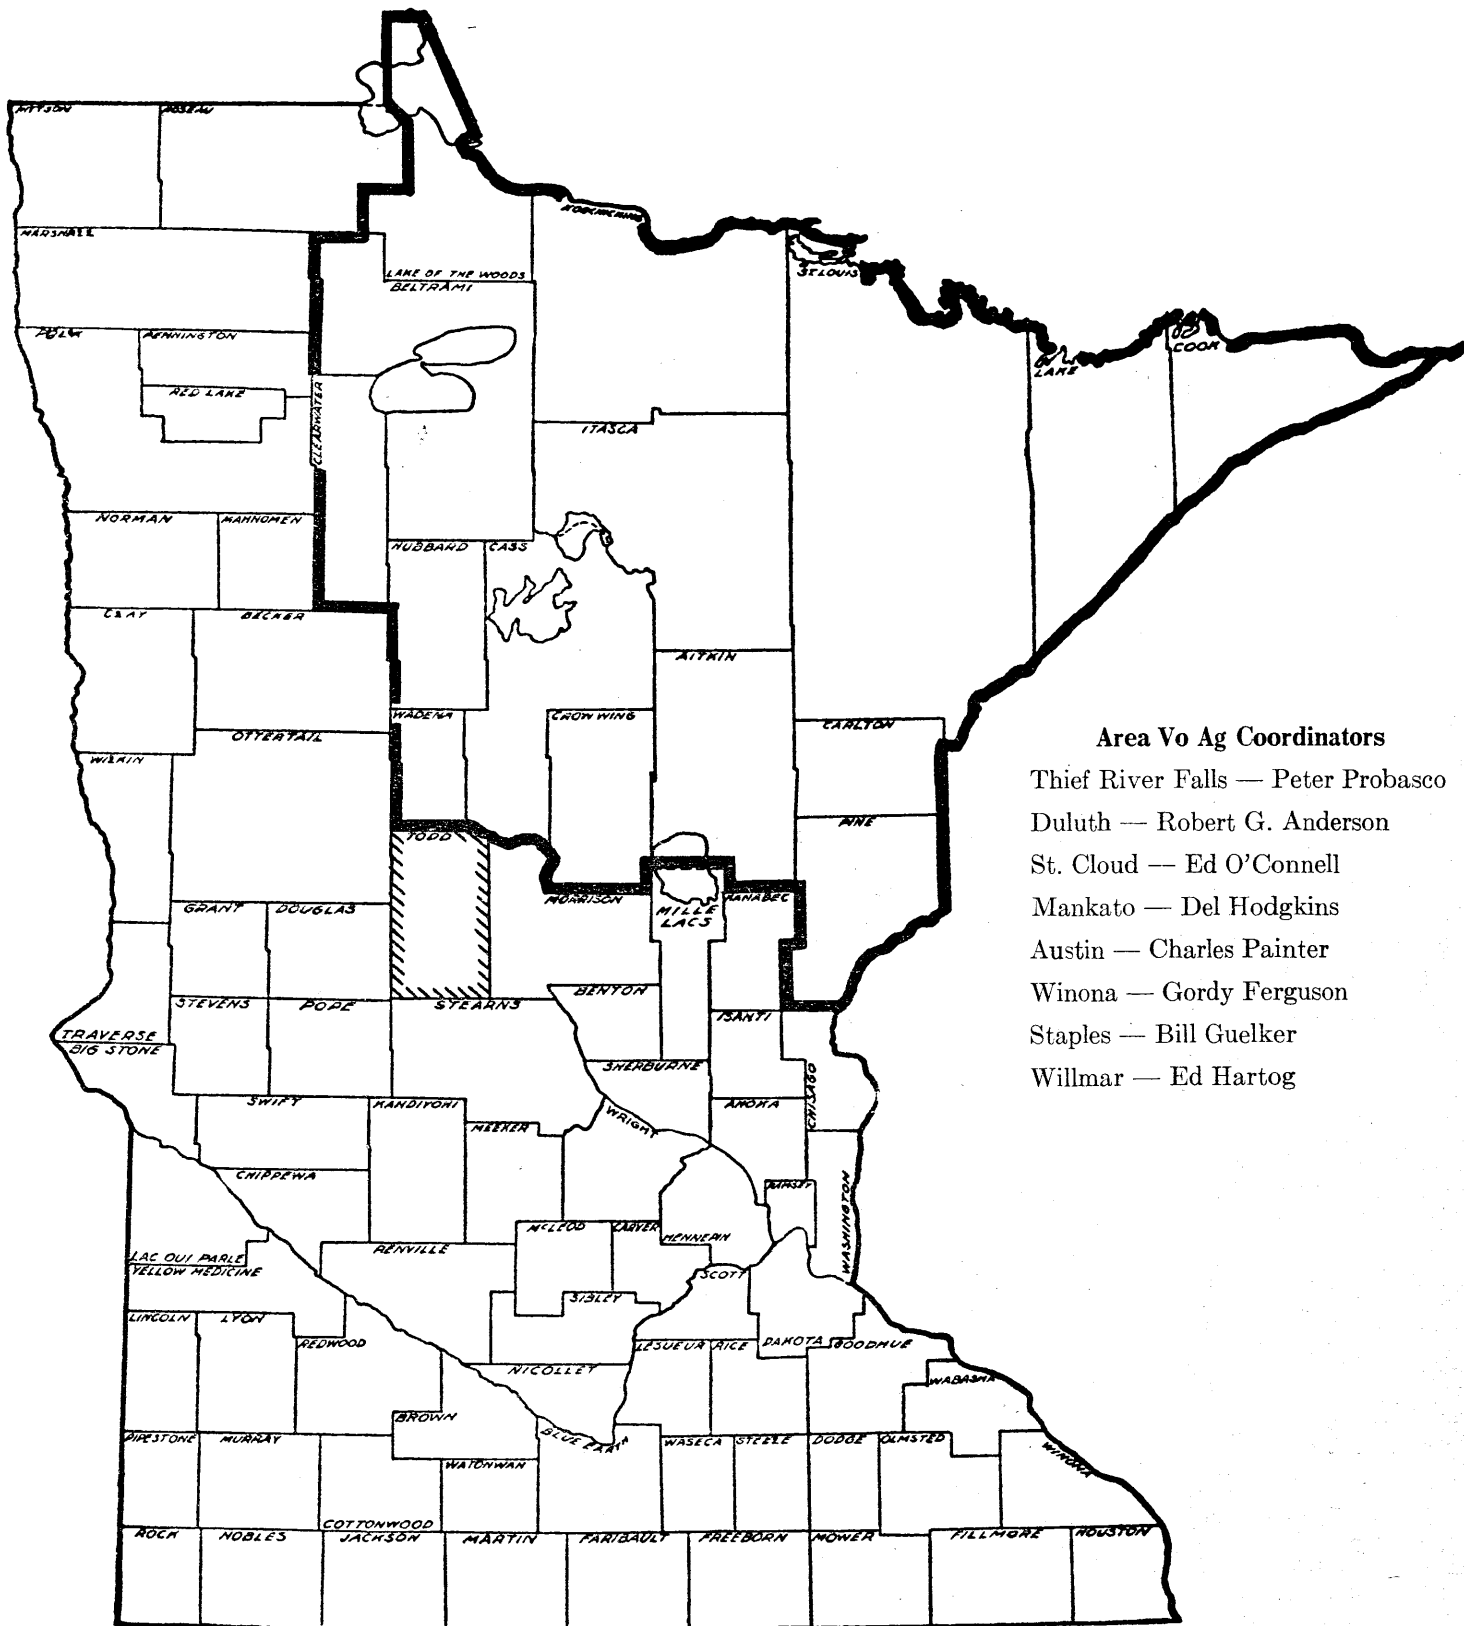 KITTSON
ROSEAU
KOOCHICHING
MARSHALL
LAKE OF THE WOODS
BELTRAMI
ST. LOUIS
POLK
PENNINGTON
COOK
LAKE
RED LAKE
CLEARWATER
ITASCA
NORMAN
MAHNOMEN
HUBBARD
CASS
CLAY
BECKER
AITKIN
WADENA
CROW WING
CARLTON
OTTERTAIL
WILKIN
Area Vo Ag Coordinators
Thief River Falls — Peter Probasco
Duluth — Robert G. Anderson
St. Cloud — Ed O'Connell
Mankato — Del Hodgkins
Austin — Charles Painter
Winona — Gordy Ferguson
Staples — Bill Guelker
Willmar — Ed Hartog
PINE
TODD
MORRISON
MILLE
LACS
KANABEC
GRANT
DOUGLAS
STEVENS
POPE
STEARNS
BENTON
ISANTI
TRAVERSE
BIG STONE
SHERBURNE
CHISAGO
SWIFT
KANDIYOHI
WRIGHT
ANOKA
MEEKER
CHIPPEWA
RAMSEY
WASHINGTON
McLEOD
CARVER
HENNEPIN
RENVILLE
LAC QUI PARLE
YELLOW MEDICINE
SCOTT
SIBLEY
LINCOLN
LYON
REDWOOD
LESUEUR
RICE
DAKOTA
GOODHUE
NICOLLET
WABASHA
BROWN
BLUE EARTH
PIPESTONE
MURRAY
WASECA
STEELE
DODGE
OLMSTED
WINONA
WATONWAN
COTTONWOOD
ROCK
NOBLES
JACKSON
MARTIN
FARIBAULT
FREEBORN
MOWER
FILLMORE
HOUSTON